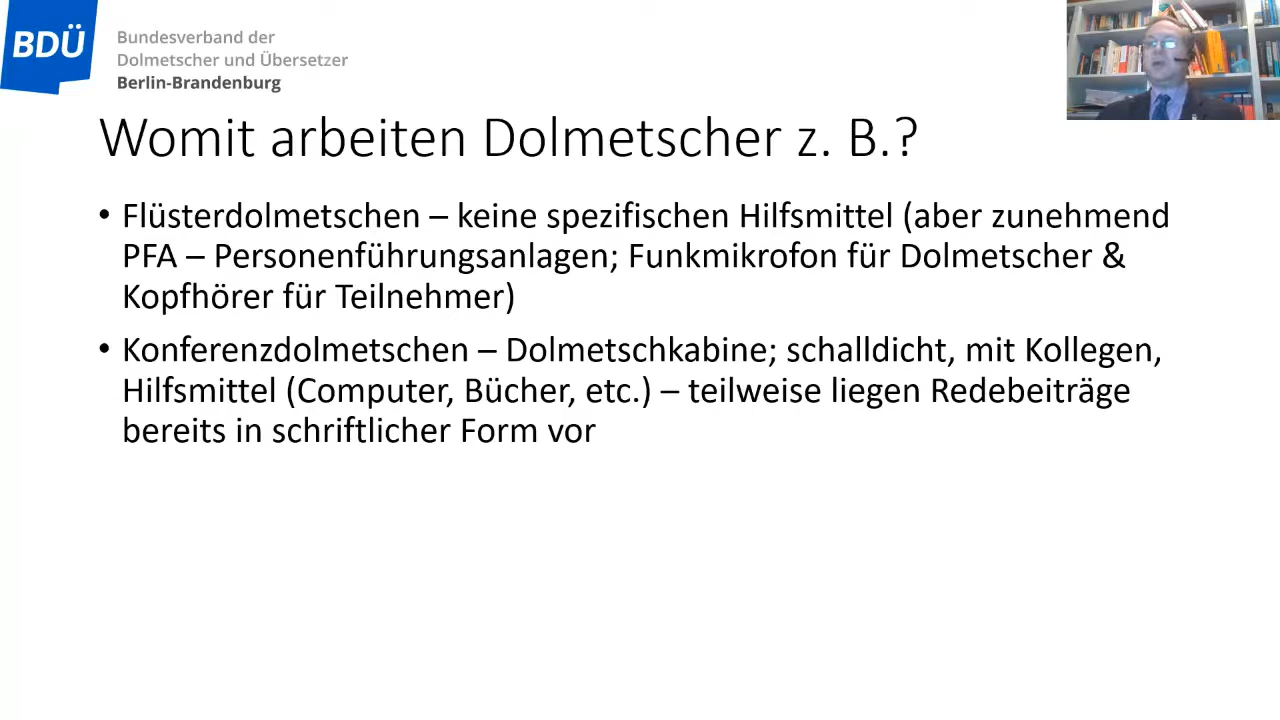 BDÜ
Bundesverband der
Dolmetscher und Übersetzer
Berlin-Brandenburg
Womit arbeiten Dolmetscher z. B.?
• Flüsterdolmetschen – keine spezifischen Hilfsmittel (aber zunehmend
PFA – Personenführungsanlagen; Funkmikrofon für Dolmetscher &
Kopfhörer für Teilnehmer)
• Konferenzdolmetschen – Dolmetschkabine; schalldicht, mit Kollegen,
Hilfsmittel (Computer, Bücher, etc.) – teilweise liegen Redebeiträge
bereits in schriftlicher Form vor